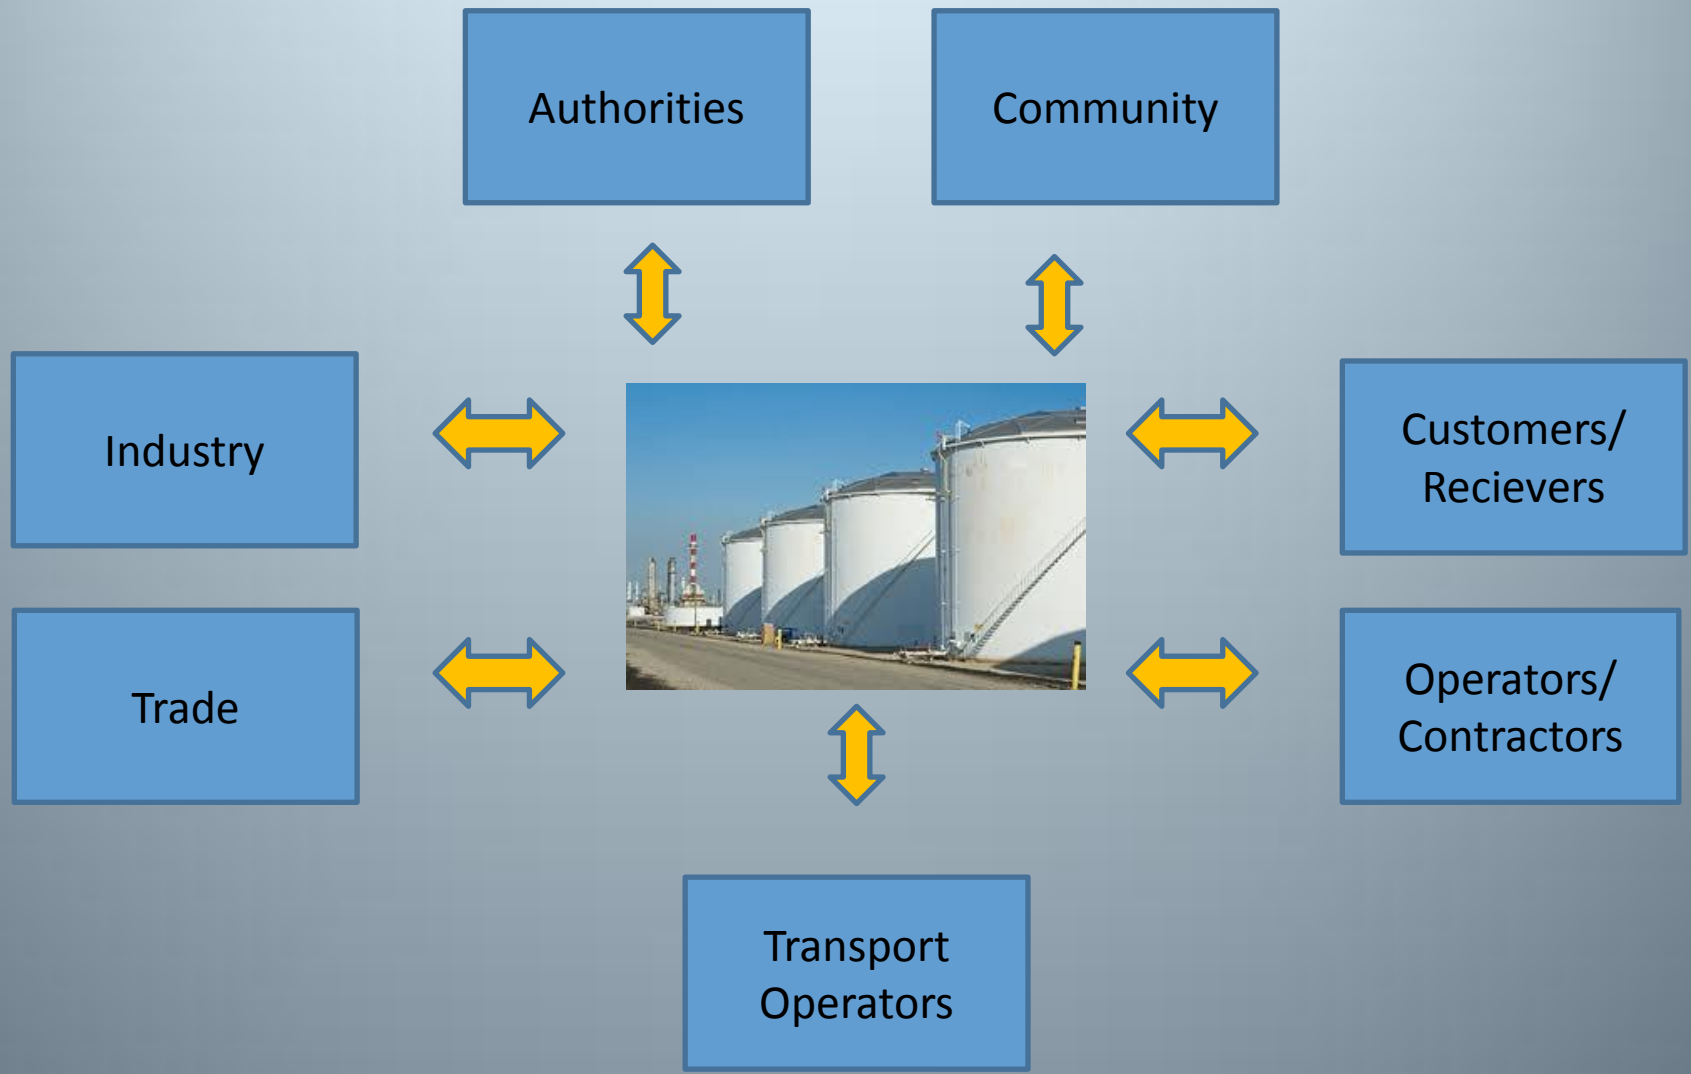 Authorities
Community
Industry
Customers/
Recievers
Trade
Operators/
Contractors
Transport
Operators